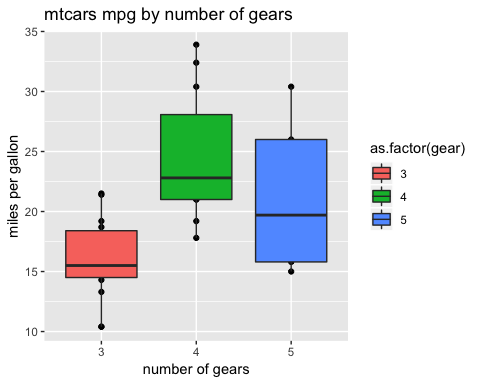 mtcars mpg by number of gears
35
30
25
20
15
10
miles per gallon
3 4 5
number of gears
as.factor(gear)
3
4
5